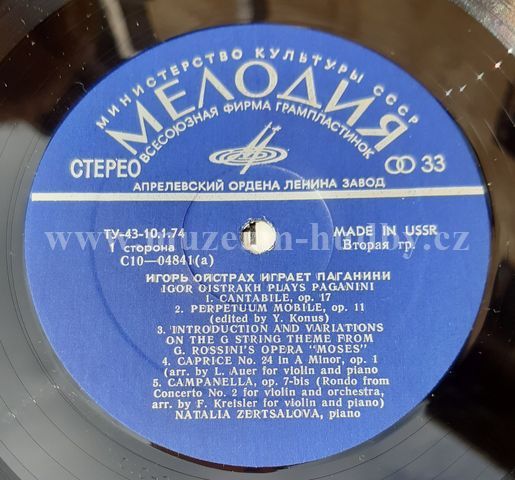 МИНИСТЕРСТВО КУЛЬТУРЫ СССР
МЕЛОДИЯ
ВСЕСОЮЗНАЯ ФИРМА ГРАМПЛАСТИНОК
СТЕРЕО 33
АПРЕЛЕВСКИЙ ОРДЕНА ЛЕНИНА ЗАВОД
ТУ-43-10.1.74 MADE IN USSR
1 сторона Вторая гр.
С10—04841(а)
ИГОРЬ ОЙСТРАХ ИГРАЕТ ПАГАНИНИ
IGOR OISTRAKH PLAYS PAGANINI
1. CANTABILE, op. 17
2. PERPETUUM MOBILE, op. 11
(edited by Y. Konus)
3. INTRODUCTION AND VARIATIONS
ON THE G STRING THEME FROM
G. ROSSINI'S OPERA "MOSES"
4. CAPRICE No. 24 in A Minor, op. 1
(arr. by L. Auer for violin and piano)
5. CAMPANELLA, op. 7-bis (Rondo from
Concerto No. 2 for violin and orchestra,
arr. by F. Kreisler for violin and piano)
NATALIA ZERTSALOVA, piano